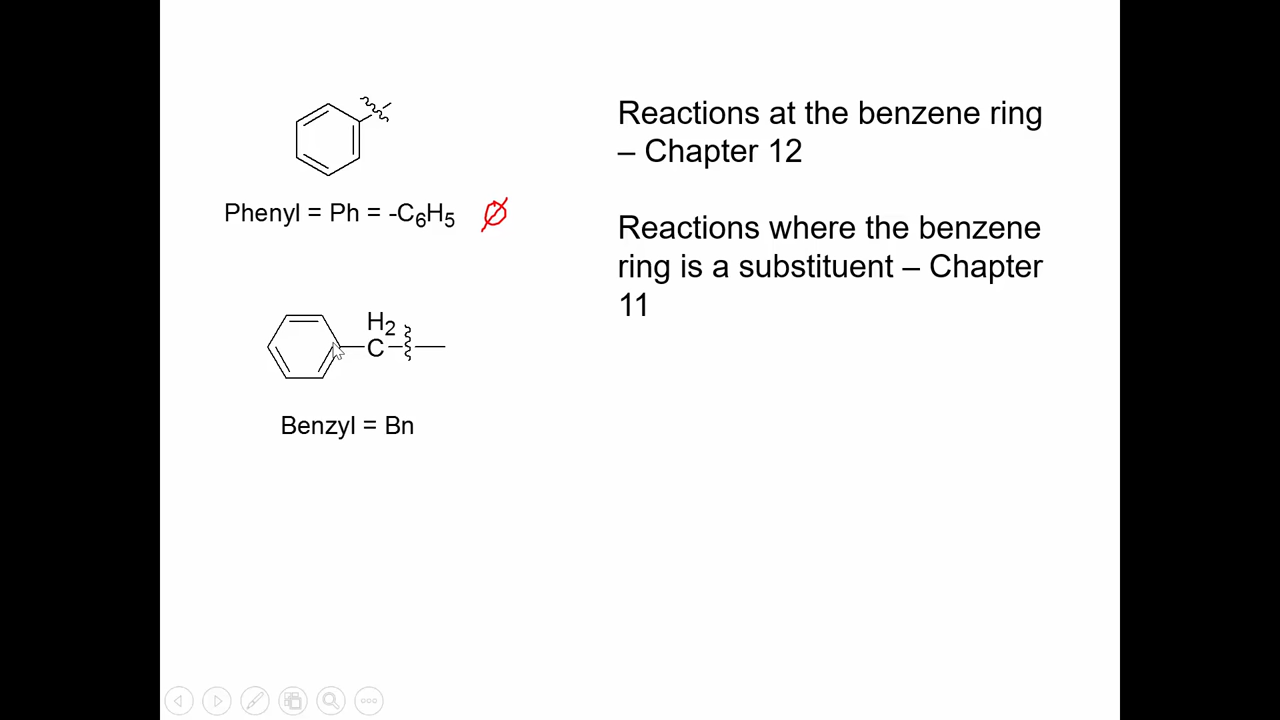 Phenyl = Ph = -C6H5 Ø
H2
C
Benzyl = Bn
Reactions at the benzene ring
– Chapter 12
Reactions where the benzene
ring is a substituent – Chapter
11